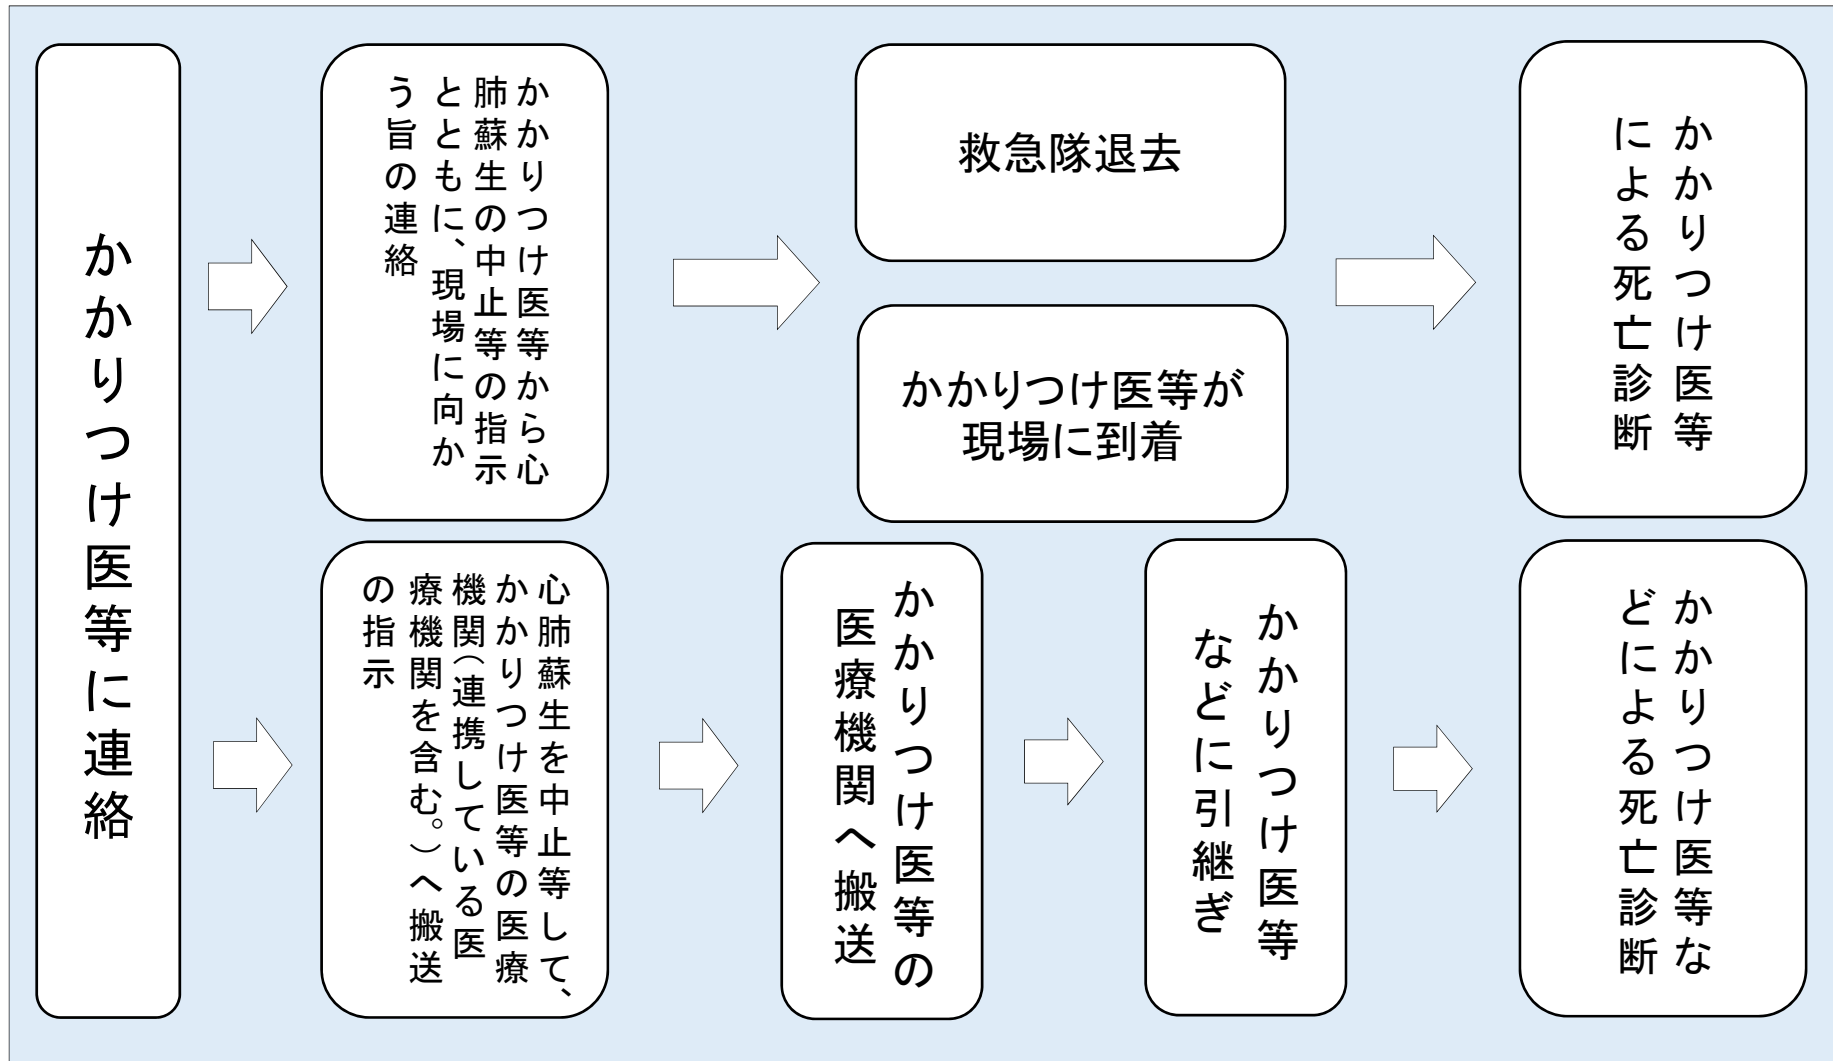 かかりつけ医等に連絡
かかりつけ医等から心
肺蘇生の中止等の指示
とともに、現場に向か
う旨の連絡
救急隊退去
かかりつけ医等が
現場に到着
かかりつけ医等
による死亡診断
心肺蘇生を中止等して、
かかりつけ医等の医療
機関（連携している医
療機関を含む。）へ搬送
の指示
かかりつけ医等の
医療機関へ搬送
かかりつけ医等
などに引継ぎ
かかりつけ医等な
どによる死亡診断